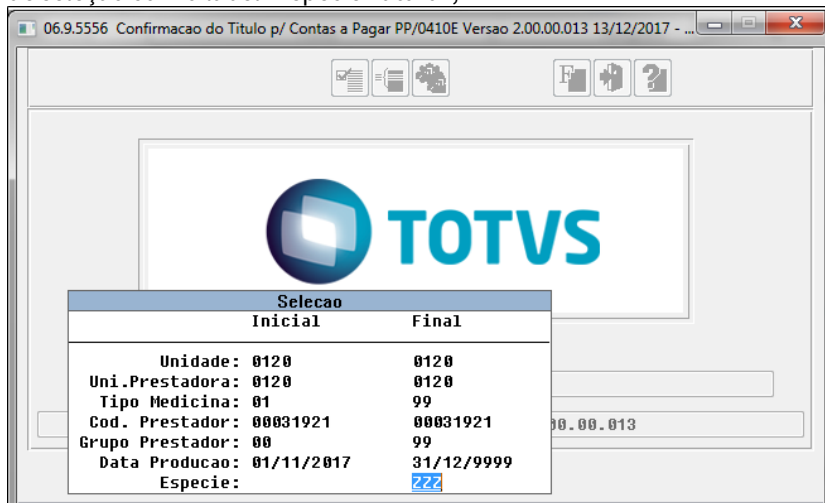 06.9.5556 Confirmacao do Titulo p/ Contas a Pagar PP/0410E Versao 2.00.00.013 13/12/2017 - ...
F
TOTVS
Selecao
Inicial Final
Unidade: 0120 0120
Uni.Prestadora: 0120 0120
Tipo Medicina: 01 99
Cod. Prestador: 00031921 00031921
00.00.013
Grupo Prestador: 00 99
Data Producao: 01/11/2017 31/12/9999
Especie: ZZZ